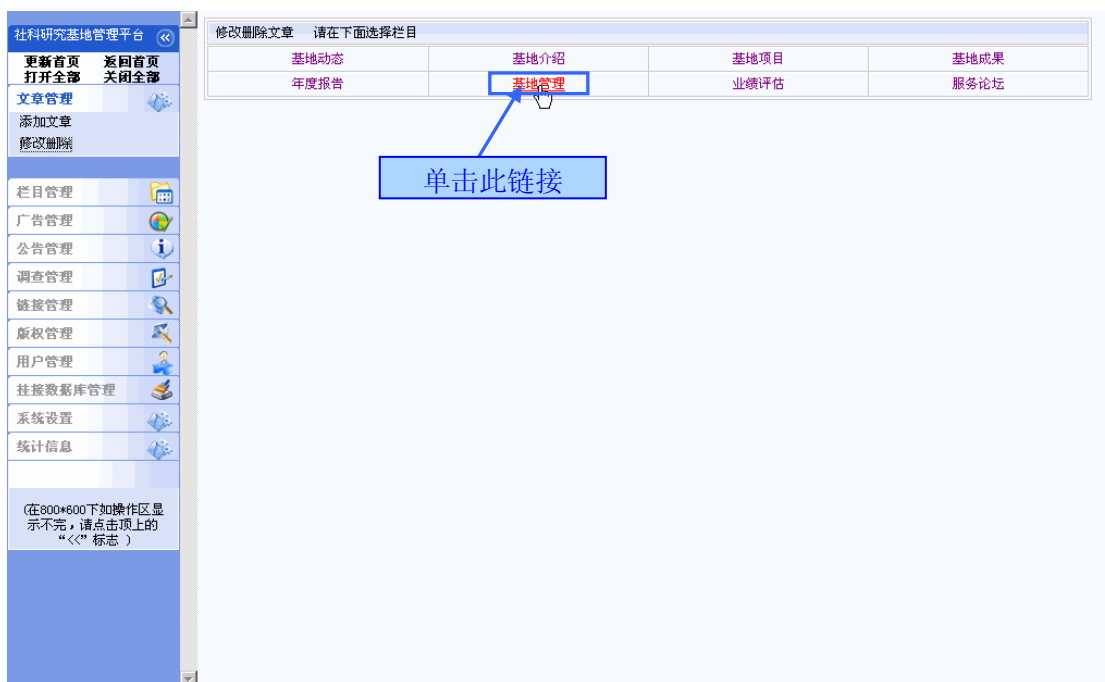 社科研究基地管理平台
更新首页 返回首页
打开全部 关闭全部
文章管理
添加文章
修改删除
栏目管理
广告管理
公告管理
调查管理
链接管理
版权管理
用户管理
挂接数据库管理
系统设置
统计信息
(在800*600下如操作区显
示不完,请点击顶上的
“<<”标志 )
修改删除文章 请在下面选择栏目
基地动态 基地介绍 基地项目 基地成果
年度报告 基地管理 业绩评估 服务论坛
单击此链接